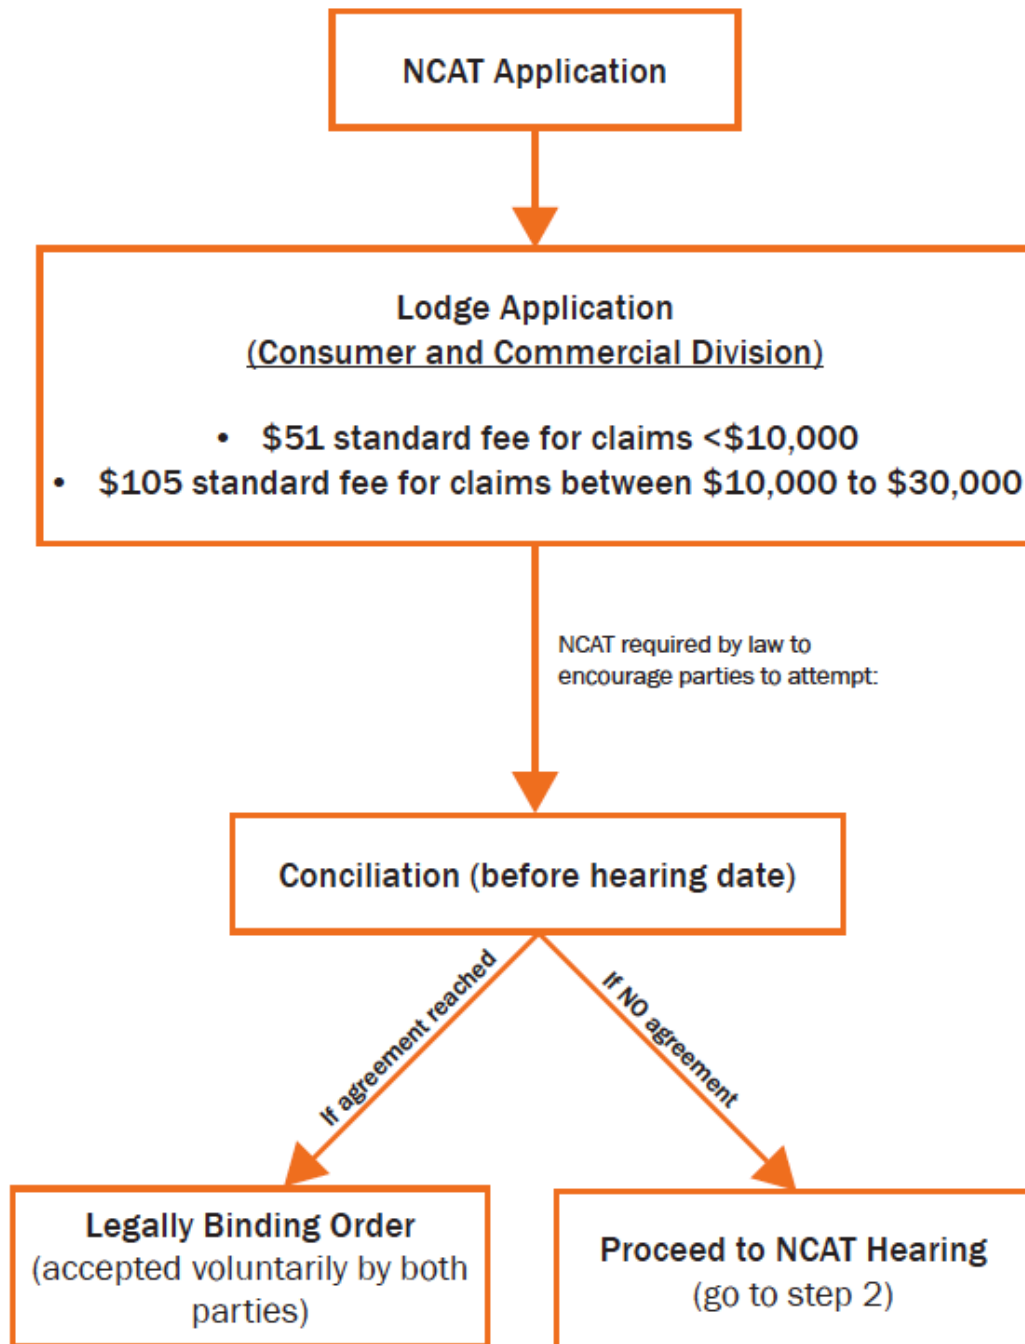 NCAT Application
Lodge Application
(Consumer and Commercial Division)
• $51 standard fee for claims <$10,000
• $105 standard fee for claims between $10,000 to $30,000
NCAT required by law to
encourage parties to attempt:
Conciliation (before hearing date)
If agreement reached
If NO agreement
Legally Binding Order
(accepted voluntarily by both
parties)
Proceed to NCAT Hearing
(go to step 2)